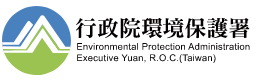 行政院環境保護署
Environmental Protection Administration
Executive Yuan, R.O.C.(Taiwan)